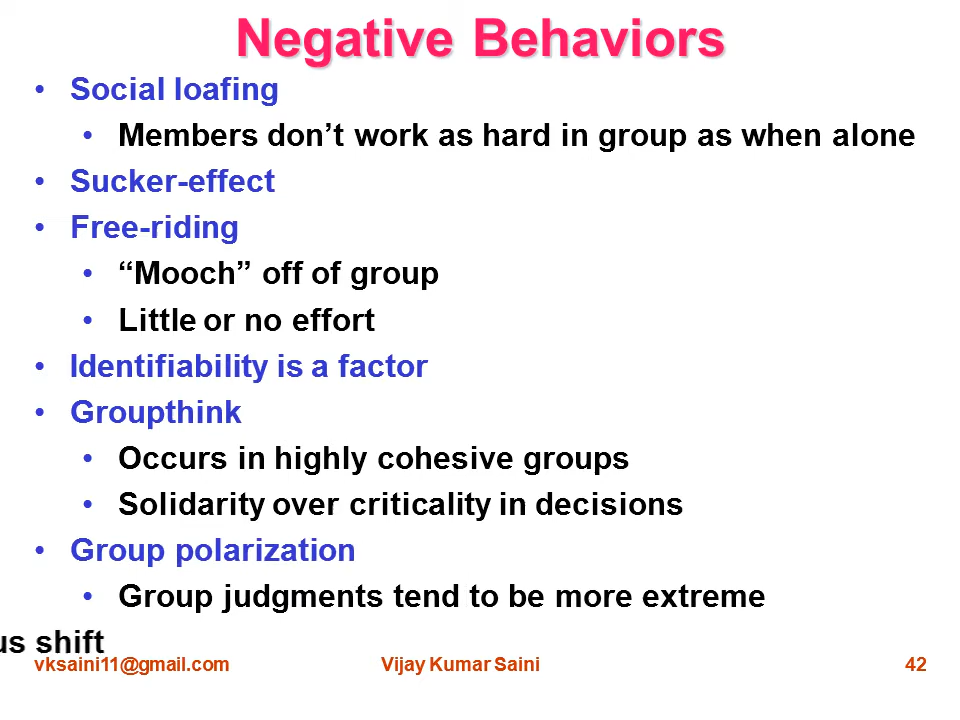 Negative Behaviors
• Social loafing
• Members don’t work as hard in group as when alone
• Sucker-effect
• Free-riding
• “Mooch” off of group
• Little or no effort
• Identifiability is a factor
• Groupthink
• Occurs in highly cohesive groups
• Solidarity over criticality in decisions
• Group polarization
• Group judgments tend to be more extreme
us shift
vksaini11@gmail.com Vijay Kumar Saini 42